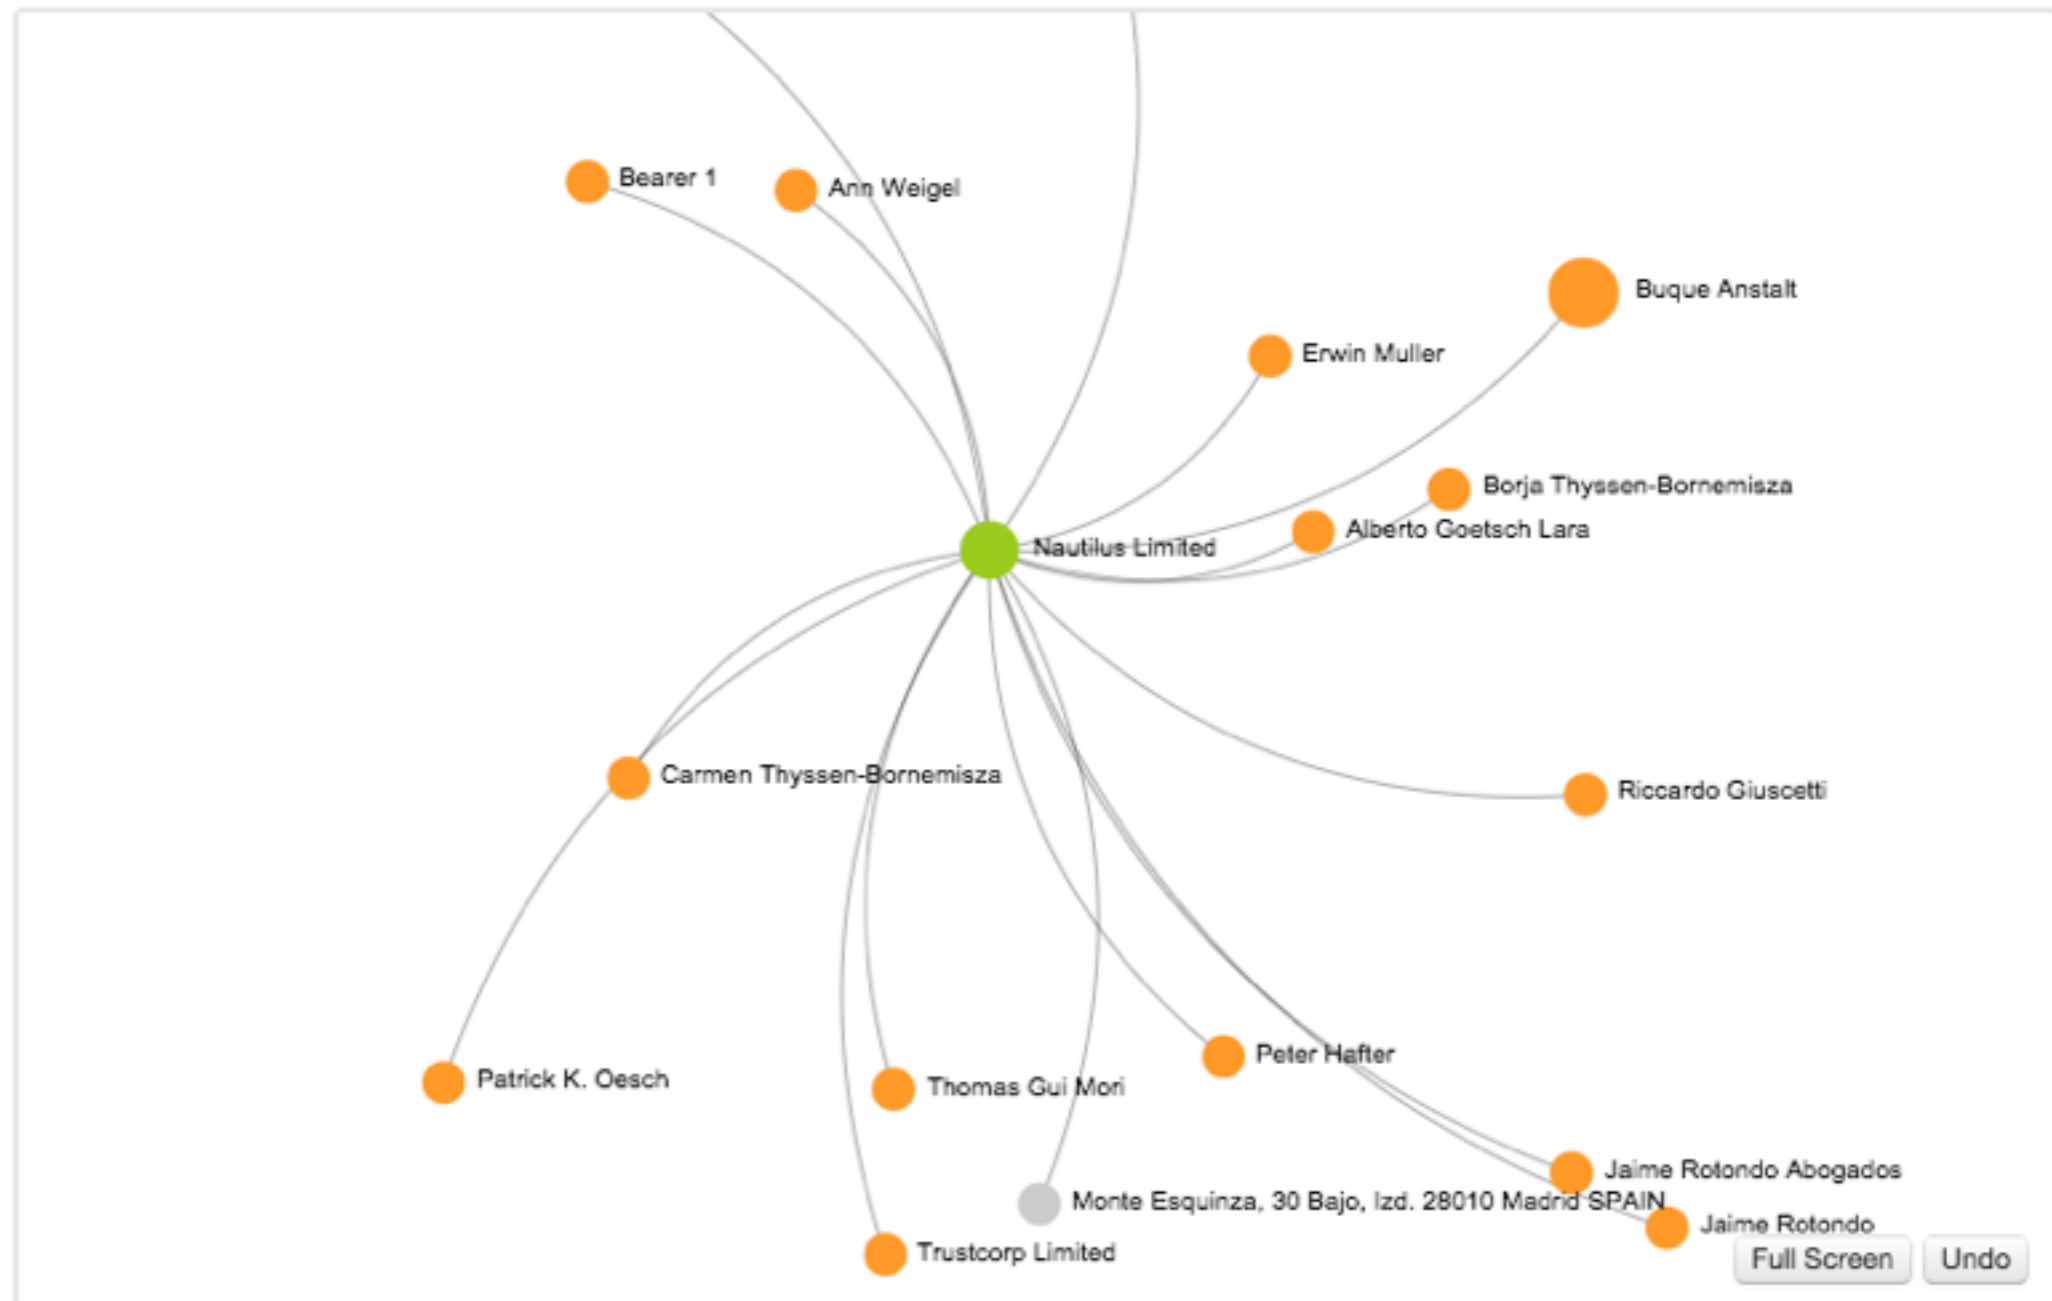 Bearer 1
Ann Weigel
Buque Anstalt
Erwin Muller
Borja Thyssen-Bornemisza
Alberto Goetsch Lara
Nautilus Limited
Carmen Thyssen-Bornemisza
Riccardo Giuscetti
Peter Hafter
Patrick K. Oesch
Thomas Gui Mori
Jaime Rotondo Abogados
Monte Esquinza, 30 Bajo, Izd. 28010 Madrid SPAIN
Jaime Rotondo
Trustcorp Limited
Full Screen
Undo